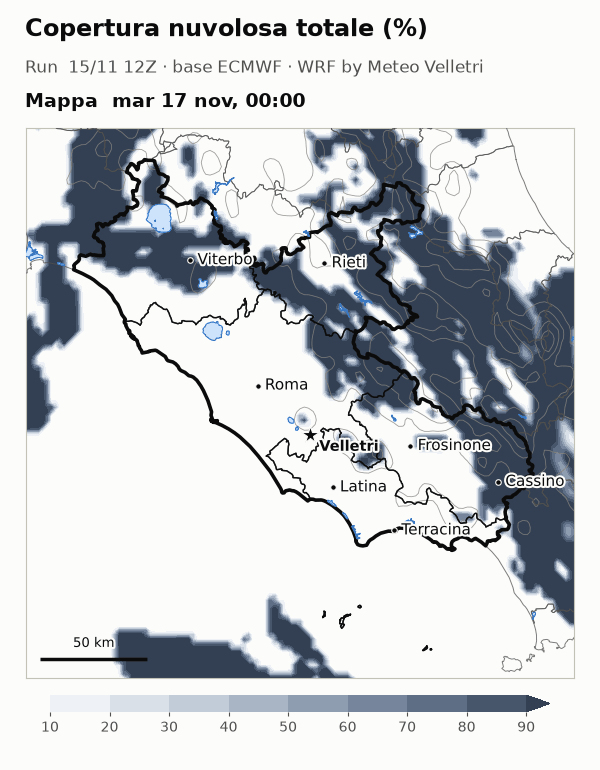 Copertura nuvolosa totale (%)
Run  15/11 12Z · base ECMWF · WRF by Meteo Velletri
Mappa  mar 17 nov, 00:00
Viterbo
Rieti
Roma
Velletri
Frosinone
Cassino
Latina
Terracina
50 km
10 20 30 40 50 60 70 80 90